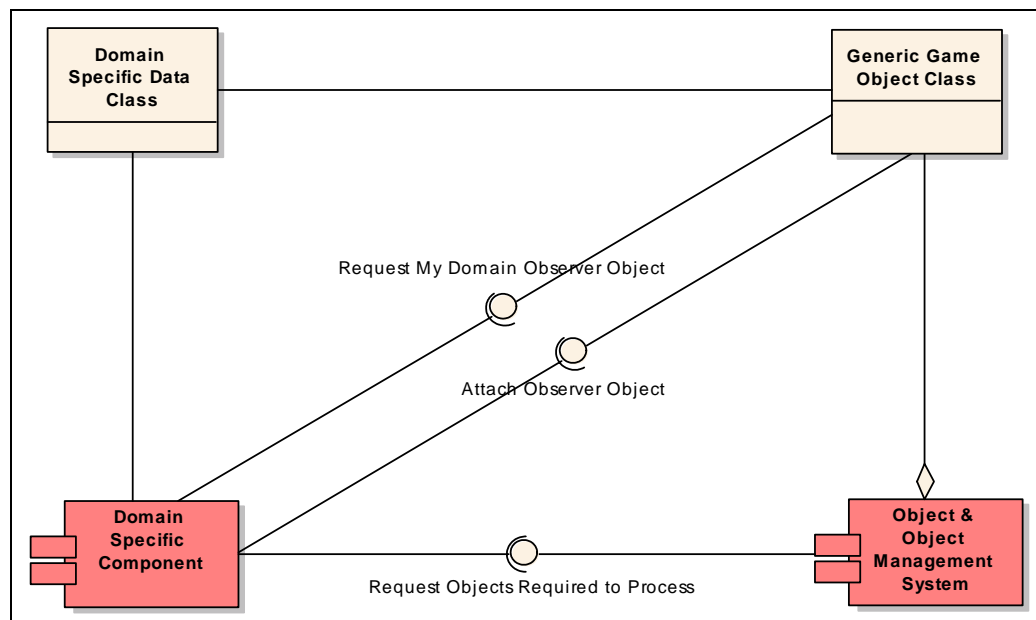 Domain
Specific Data
Class
Generic Game
Object Class
Request My Domain Observer Object
Attach Observer Object
Domain
Specific
Component
Object &
Object
Management
System
Request Objects Required to Process